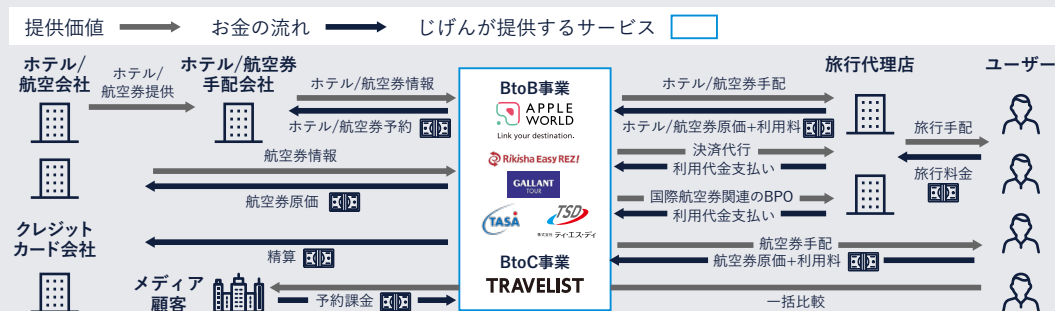 提供価値
お金の流れ
じげんが提供するサービス
ホテル/
航空会社
ホテル/
航空券提供
ホテル/航空券
手配会社
ホテル/航空券情報
ホテル/航空券予約
航空券情報
航空券原価
クレジット
カード会社
精算
メディア
顧客
予約課金
BtoB事業
APPLE
WORLD
Link your destination.
Rikisha Easy REZ!
GALLANT
TOUR
TASA
TSD
株式会社 ティ・エス・ディ
BtoC事業
TRAVELIST
ホテル/航空券手配
ホテル/航空券原価+利用料
決済代行
利用代金支払い
国際航空券関連のBPO
利用代金支払い
航空券手配
航空券原価+利用料
一括比較
旅行代理店
旅行手配
旅行料金
ユーザー